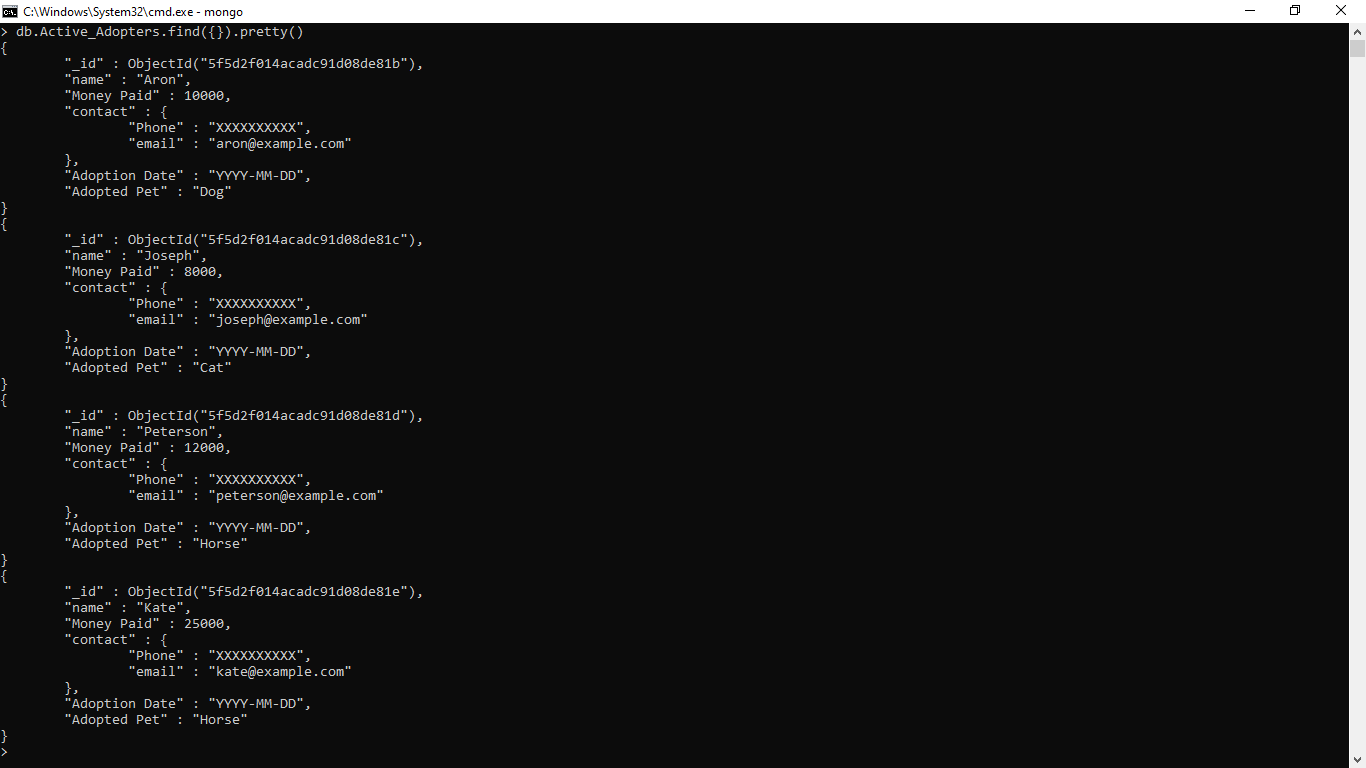 C:\Windows\System32\cmd.exe - mongo
> db.Active_Adopters.find({}).pretty()
{
        "_id" : ObjectId("5f5d2f014acadc91d08de81b"),
        "name" : "Aron",
        "Money Paid" : 10000,
        "contact" : {
                "Phone" : "XXXXXXXXXX",
                "email" : "aron@example.com"
        },
        "Adoption Date" : "YYYY-MM-DD",
        "Adopted Pet" : "Dog"
}
{
        "_id" : ObjectId("5f5d2f014acadc91d08de81c"),
        "name" : "Joseph",
        "Money Paid" : 8000,
        "contact" : {
                "Phone" : "XXXXXXXXXX",
                "email" : "joseph@example.com"
        },
        "Adoption Date" : "YYYY-MM-DD",
        "Adopted Pet" : "Cat"
}
{
        "_id" : ObjectId("5f5d2f014acadc91d08de81d"),
        "name" : "Peterson",
        "Money Paid" : 12000,
        "contact" : {
                "Phone" : "XXXXXXXXXX",
                "email" : "peterson@example.com"
        },
        "Adoption Date" : "YYYY-MM-DD",
        "Adopted Pet" : "Horse"
}
{
        "_id" : ObjectId("5f5d2f014acadc91d08de81e"),
        "name" : "Kate",
        "Money Paid" : 25000,
        "contact" : {
                "Phone" : "XXXXXXXXXX",
                "email" : "kate@example.com"
        },
        "Adoption Date" : "YYYY-MM-DD",
        "Adopted Pet" : "Horse"
}
>